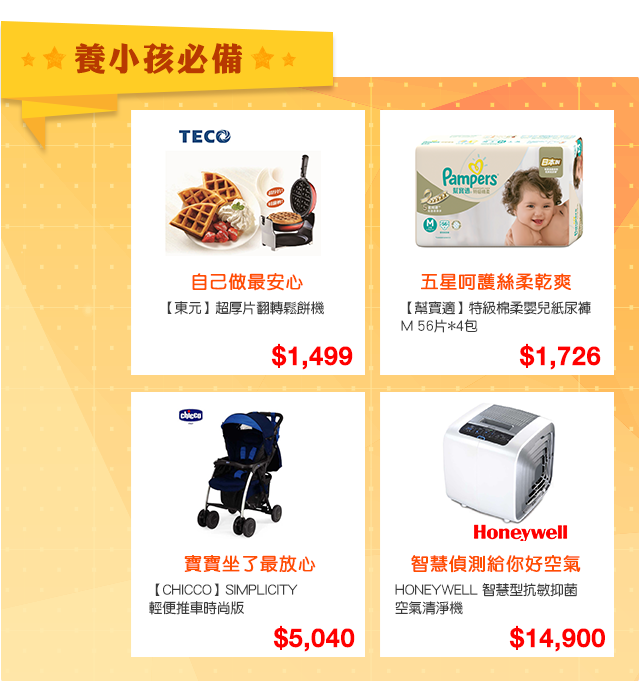 養小孩必備
TECO
自己做最安心
【東元】超厚片翻轉鬆餅機
$1,499
日本製
Pampers
幫寶適
M
56
五星呵護絲柔乾爽
【幫寶適】特級棉柔嬰兒紙尿褲
M 56片*4包
$1,726
chicco
寶寶坐了最放心
【CHICCO】SIMPLICITY
輕便推車時尚版
$5,040
Honeywell
智慧偵測給你好空氣
HONEYWELL 智慧型抗敏抑菌
空氣清淨機
$14,900